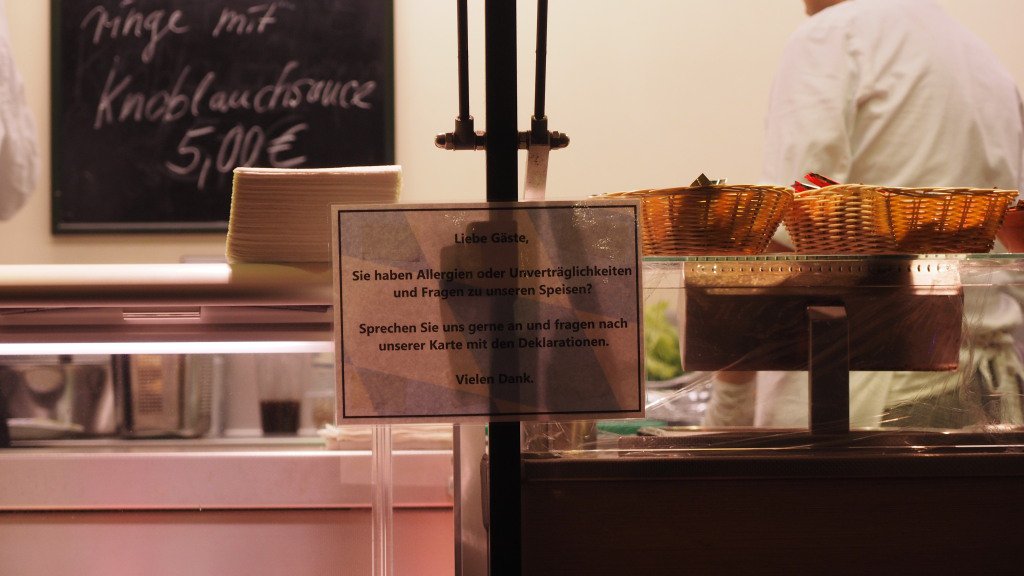 ringe mit
Knoblauchsauce
5,00 €
Liebe Gäste,
Sie haben Allergien oder Unverträglichkeiten
und Fragen zu unseren Speisen?
Sprechen Sie uns gerne an und fragen nach
unserer Karte mit den Deklarationen.
Vielen Dank.